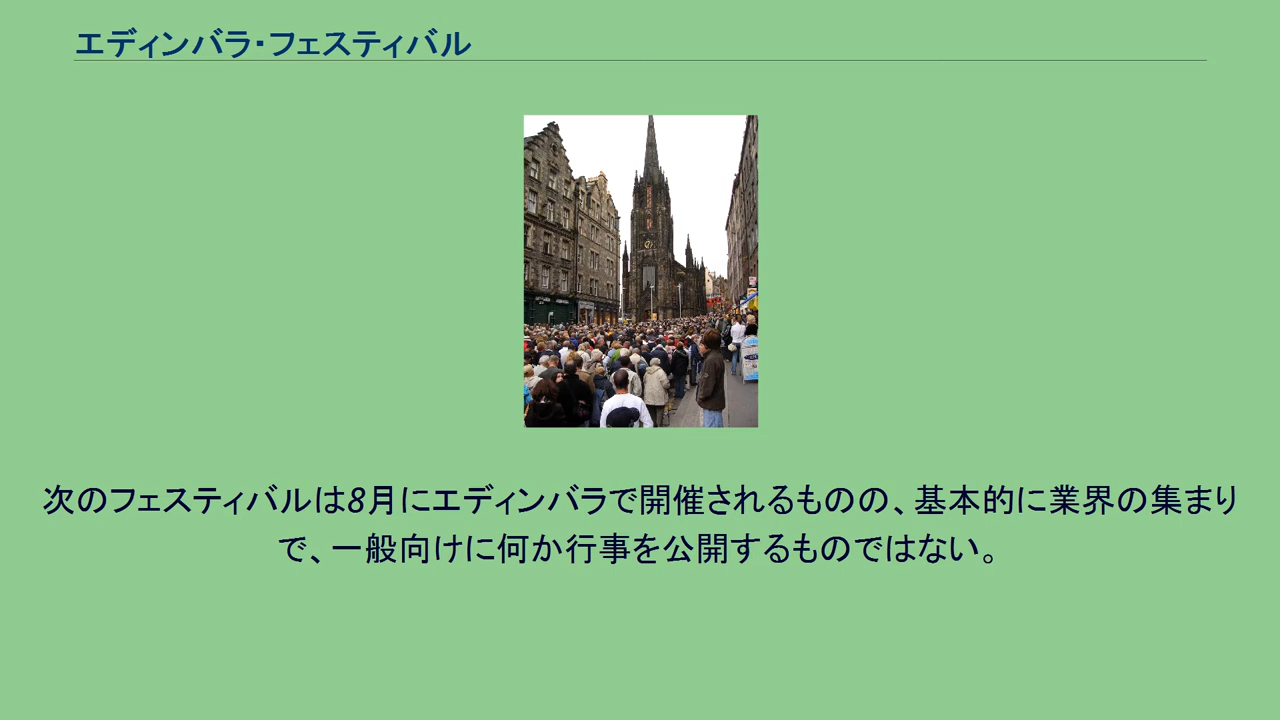 エディンバラ・フェスティバル
次のフェスティバルは8月にエディンバラで開催されるものの、基本的に業界の集まり
で、一般向けに何か行事を公開するものではない。